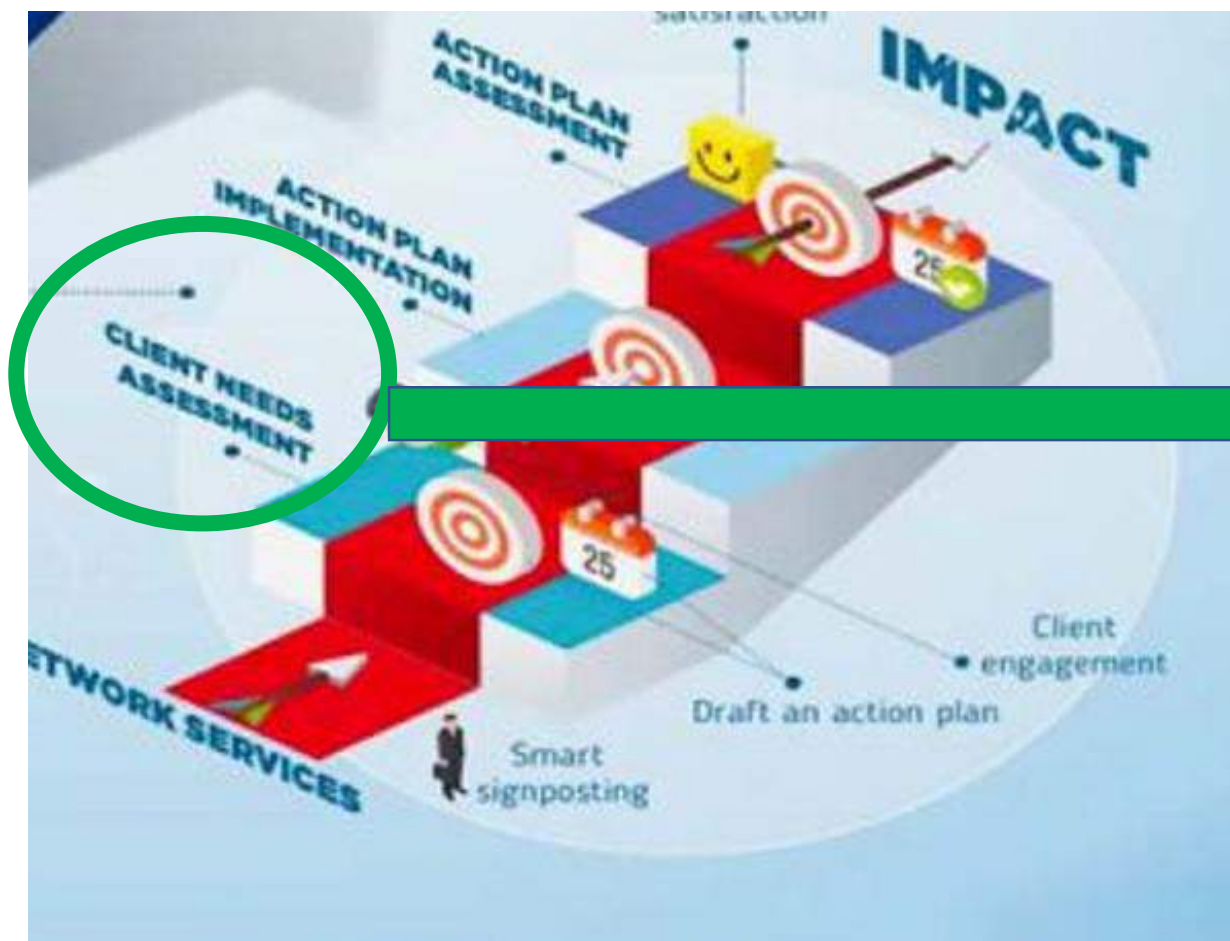 satisfaction
IMPACT
ACTION PLAN
ASSESSMENT
ACTION PLAN
IMPLEMENTATION
CLIENT NEEDS
ASSESSMENT
25
25
Client
engagement
Draft an action plan
ETWORK SERVICES
Smart
signposting